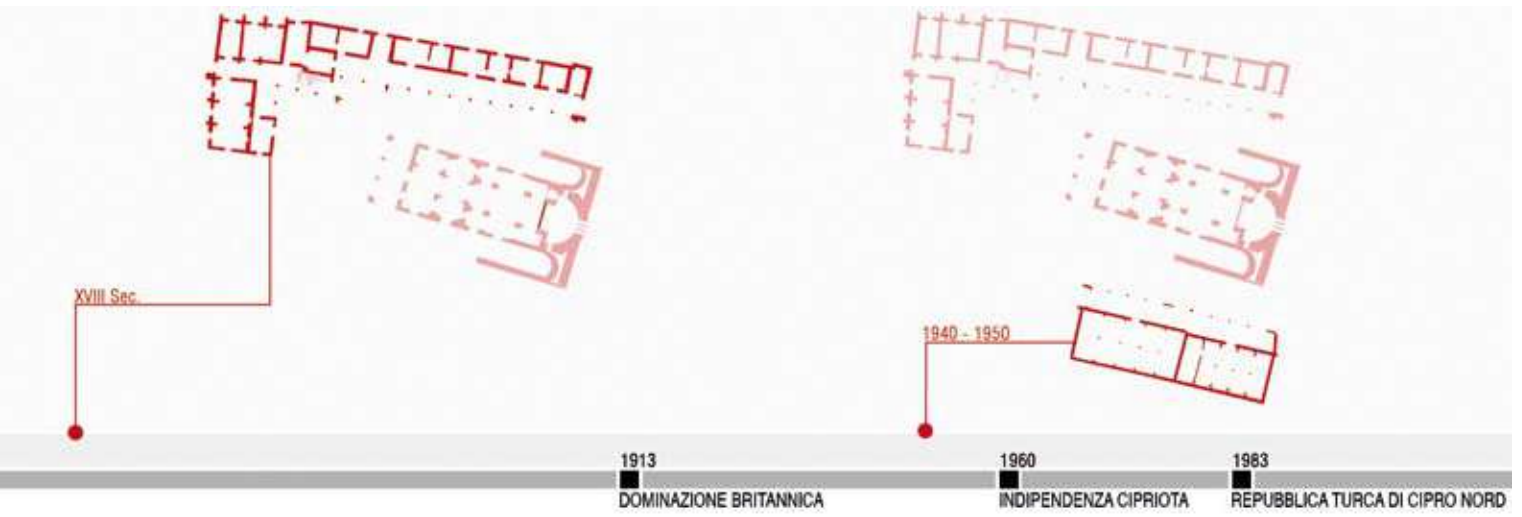 XVIII Sec.
1940 - 1950
1913
1960
1983
DOMINAZIONE BRITANNICA
INDIPENDENZA CIPRIOTA
REPUBBLICA TURCA DI CIPRO NORD